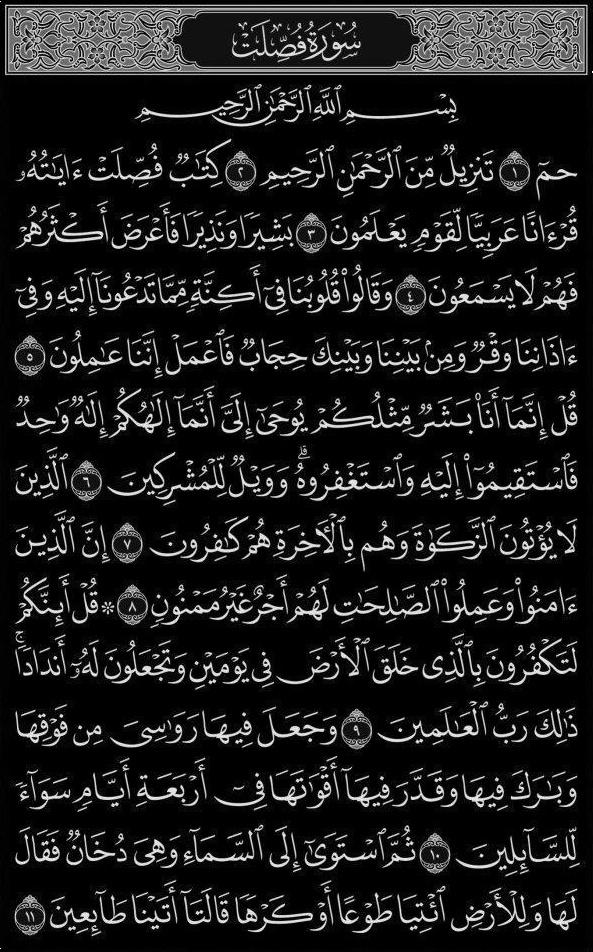 سُورَةُ فُصِّلَتْ
بِسْمِ ٱللَّهِ ٱلرَّحْمَٰنِ ٱلرَّحِيمِ
حمٓ ١ تَنزِيلٌ مِّنَ ٱلرَّحْمَٰنِ ٱلرَّحِيمِ ٢ كِتَٰبٌ فُصِّلَتْ ءَايَٰتُهُۥ
قُرْءَانًا عَرَبِيًّا لِّقَوْمٍ يَعْلَمُونَ ٣ بَشِيرًا وَنَذِيرًا فَأَعْرَضَ أَكْثَرُهُمْ
فَهُمْ لَا يَسْمَعُونَ ٤ وَقَالُوا۟ قُلُوبُنَا فِىٓ أَكِنَّةٍ مِّمَّا تَدْعُونَآ إِلَيْهِ وَفِىٓ
ءَاذَانِنَا وَقْرٌ وَمِنۢ بَيْنِنَا وَبَيْنِكَ حِجَابٌ فَٱعْمَلْ إِنَّنَا عَٰمِلُونَ ٥
قُلْ إِنَّمَآ أَنَا۠ بَشَرٌ مِّثْلُكُمْ يُوحَىٰٓ إِلَىَّ أَنَّمَآ إِلَٰهُكُمْ إِلَٰهٌ وَٰحِدٌ
فَٱسْتَقِيمُوٓا۟ إِلَيْهِ وَٱسْتَغْفِرُوهُ ۗ وَوَيْلٌ لِّلْمُشْرِكِينَ ٦ ٱلَّذِينَ
لَا يُؤْتُونَ ٱلزَّكَوٰةَ وَهُم بِٱلْءَاخِرَةِ هُمْ كَٰفِرُونَ ٧ إِنَّ ٱلَّذِينَ
ءَامَنُوا۟ وَعَمِلُوا۟ ٱلصَّٰلِحَٰتِ لَهُمْ أَجْرٌ غَيْرُ مَمْنُونٍ ٨ ۞ قُلْ أَئِنَّكُمْ
لَتَكْفُرُونَ بِٱلَّذِى خَلَقَ ٱلْأَرْضَ فِى يَوْمَيْنِ وَتَجْعَلُونَ لَهُۥٓ أَندَادًا ۚ
ذَٰلِكَ رَبُّ ٱلْعَٰلَمِينَ ٩ وَجَعَلَ فِيهَا رَوَٰسِىَ مِن فَوْقِهَا
وَبَٰرَكَ فِيهَا وَقَدَّرَ فِيهَآ أَقْوَٰتَهَا فِىٓ أَرْبَعَةِ أَيَّامٍ سَوَآءً
لِّلسَّآئِلِينَ ١٠ ثُمَّ ٱسْتَوَىٰٓ إِلَى ٱلسَّمَآءِ وَهِىَ دُخَانٌ فَقَالَ
لَهَا وَلِلْأَرْضِ ٱئْتِيَا طَوْعًا أَوْ كَرْهًا قَالَتَآ أَتَيْنَا طَآئِعِينَ ١١